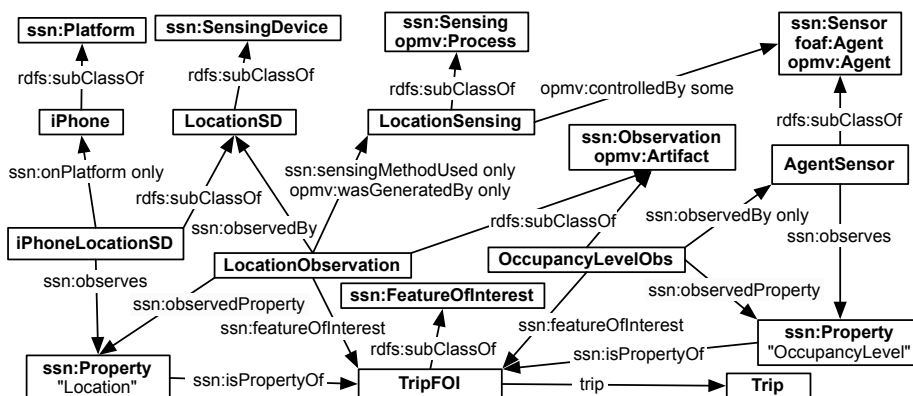 ssn:Platform
ssn:SensingDevice
ssn:Sensing
opmv:Process
ssn:Sensor
foaf:Agent
opmv:Agent
rdfs:subClassOf
rdfs:subClassOf
rdfs:subClassOf
opmv:controlledBy some
iPhone
LocationSD
LocationSensing
rdfs:subClassOf
ssn:Observation
opmv:Artifact
ssn:onPlatform only
ssn:sensingMethodUsed only
opmv:wasGeneratedBy only
AgentSensor
rdfs:subClassOf
ssn:observedBy
rdfs:subClassOf
rdfs:subClassOf
ssn:observedBy only
ssn:observes
iPhoneLocationSD
LocationObservation
OccupancyLevelObs
ssn:observes
ssn:observedProperty
ssn:FeatureOfInterest
ssn:observedProperty
ssn:featureOfInterest
ssn:featureOfInterest
rdfs:subClassOf
ssn:isPropertyOf
ssn:Property
"OccupancyLevel"
ssn:Property
"Location"
ssn:isPropertyOf
TripFOI
trip
Trip